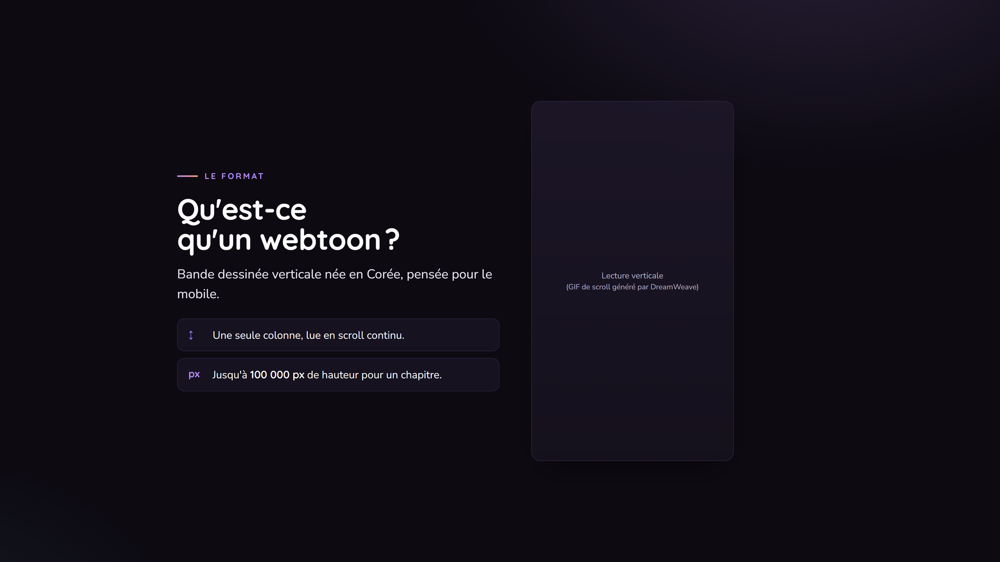 LE FORMAT
Qu'est-ce
qu'un webtoon ?
Bande dessinée verticale née en Corée, pensée pour le
mobile.
↕ Une seule colonne, lue en scroll continu.
px Jusqu'à 100 000 px de hauteur pour un chapitre.
Lecture verticale
(GIF de scroll généré par DreamWeave)